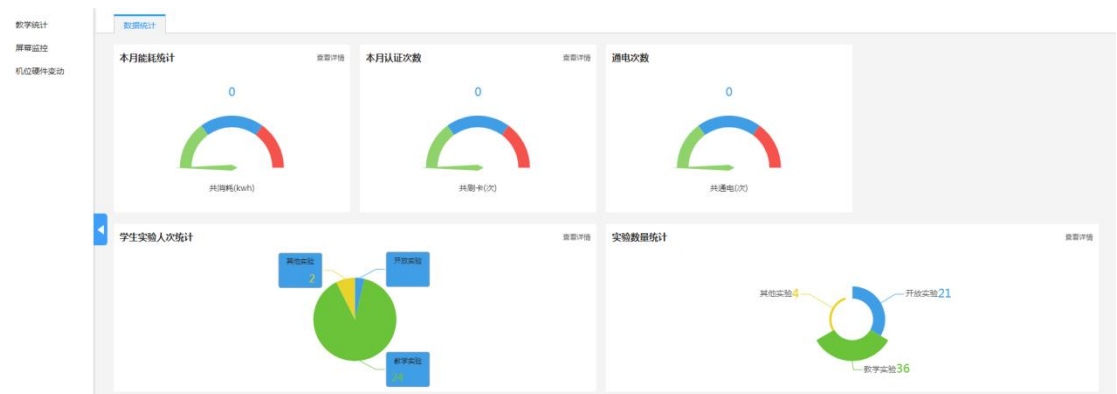 教学统计
屏幕监控
机位硬件变动
数据统计
本月能耗统计
查看详情
0
共消耗(kwh)
本月认证次数
查看详情
0
共刷卡(次)
通电次数
0
共通电(次)
学生实验人次统计
查看详情
其他实验
2
开放实验
教学实验
实验数量统计
查看详情
其他实验4
开放实验21
教学实验36